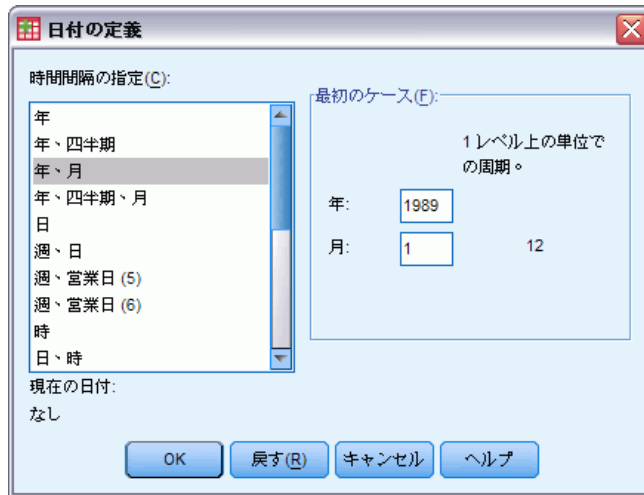 日付の定義
時間間隔の指定(C):
年
年、四半期
年、月
年、四半期、月
日
週、日
週、営業日 (5)
週、営業日 (6)
時
日、時
現在の日付:
なし
最初のケース(F):
1 レベル上の単位で
の周期。
年: 1989
月: 1 12
OK 戻す(R) キャンセル ヘルプ